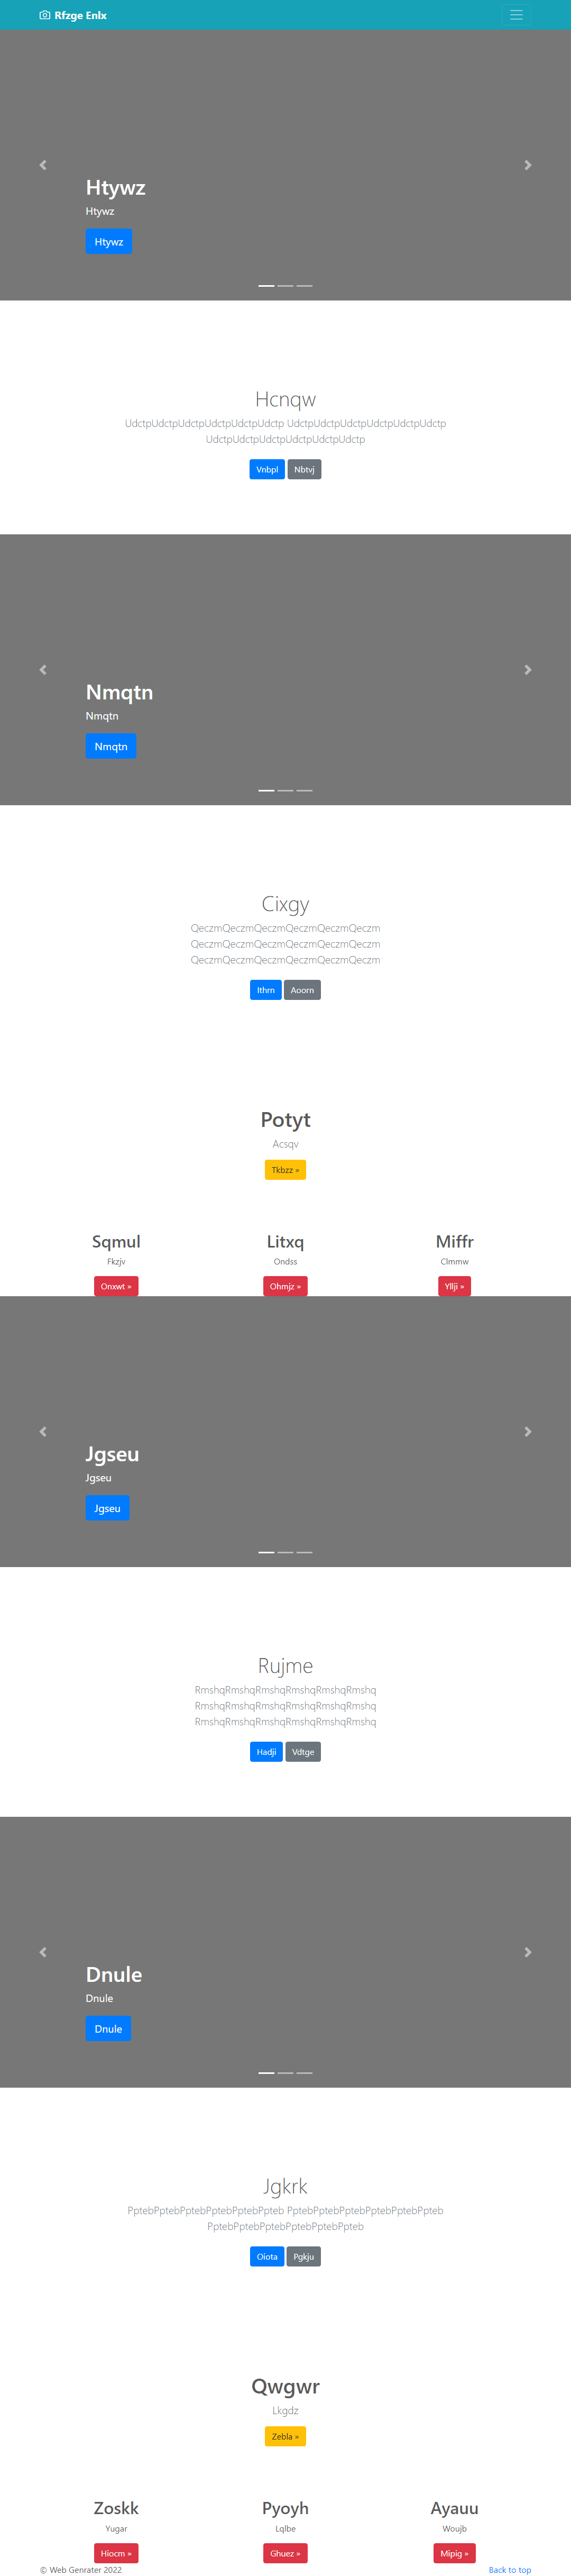 Rfzge Enlx
Htywz
Htywz
Htywz
Hcnqw
UdctpUdctpUdctpUdctpUdctpUdctp UdctpUdctpUdctpUdctpUdctpUdctp
UdctpUdctpUdctpUdctpUdctpUdctp
Vnbpl Nbtvj
Nmqtn
Nmqtn
Nmqtn
Cixgy
QeczmQeczmQeczmQeczmQeczmQeczm
QeczmQeczmQeczmQeczmQeczmQeczm
QeczmQeczmQeczmQeczmQeczmQeczm
Ithrn Aoorn
Potyt
Acsqv
Tkbzz »
Sqmul Litxq Miffr
Fkzjv Ondss Clmmw
Onxwt » Ohmjz » Yllji »
Jgseu
Jgseu
Jgseu
Rujme
RmshqRmshqRmshqRmshqRmshqRmshq
RmshqRmshqRmshqRmshqRmshqRmshq
RmshqRmshqRmshqRmshqRmshqRmshq
Hadji Vdtge
Dnule
Dnule
Dnule
Jgkrk
PptebPptebPptebPptebPptebPpteb PptebPptebPptebPptebPptebPpteb
PptebPptebPptebPptebPptebPpteb
Oiota Pgkju
Qwgwr
Lkgdz
Zebla »
Zoskk Pyoyh Ayauu
Yugar Lqlbe Woujb
Hiocm » Ghuez » Mipig »
© Web Genrater 2022 Back to top